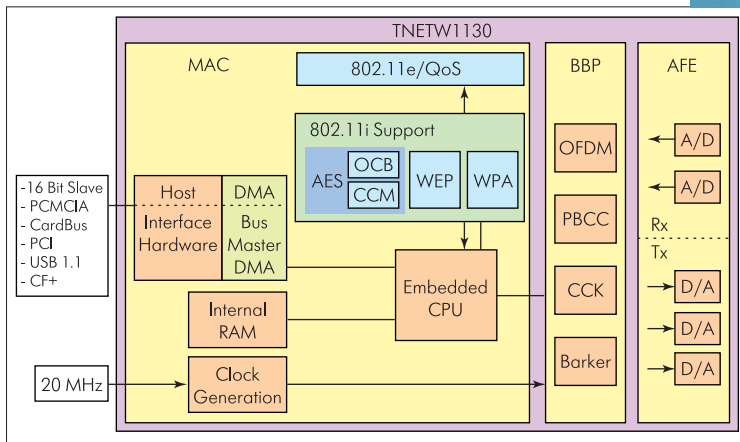 TNETW1130
MAC
802.11e/QoS
802.11i Support
AES
OCB
CCM
WEP
WPA
-16 Bit Slave
- PCMCIA
- CardBus
- PCI
- USB 1.1
- CF+
Host
Interface
Hardware
DMA
Bus
Master
DMA
Embedded
CPU
Internal
RAM
20 MHz
Clock
Generation
BBP
OFDM
PBCC
CCK
Barker
AFE
A/D
A/D
Rx
Tx
D/A
D/A
D/A